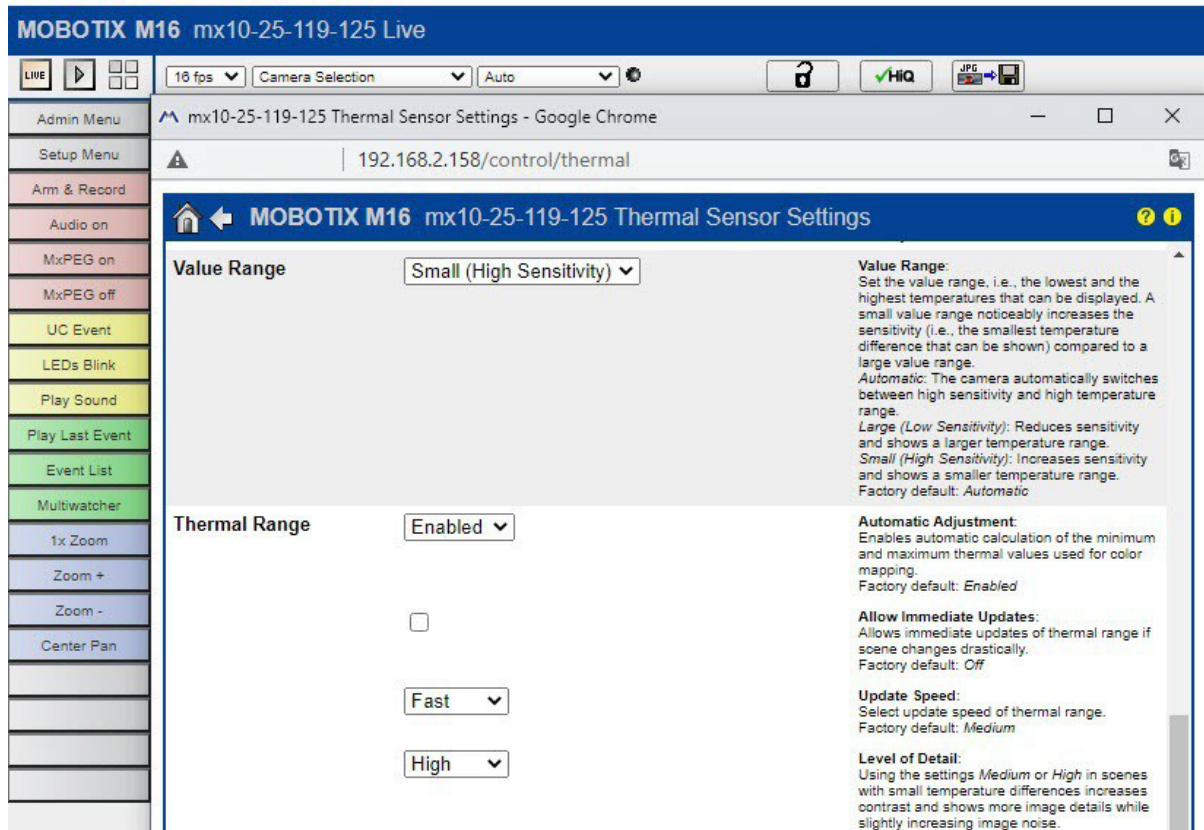 MOBOTIX M16 mx10-25-119-125 Live
LIVE
16 fps
Camera Selection
Auto
HiQ
JPG
Admin Menu
Setup Menu
Arm & Record
Audio on
MxPEG on
MxPEG off
UC Event
LEDs Blink
Play Sound
Play Last Event
Event List
Multiwatcher
1x Zoom
Zoom +
Zoom -
Center Pan
mx10-25-119-125 Thermal Sensor Settings - Google Chrome
192.168.2.158/control/thermal
MOBOTIX M16 mx10-25-119-125 Thermal Sensor Settings
? i
Value Range
Small (High Sensitivity)
Value Range:
Set the value range, i.e., the lowest and the
highest temperatures that can be displayed. A
small value range noticeably increases the
sensitivity (i.e., the smallest temperature
difference that can be shown) compared to a
large value range.
Automatic: The camera automatically switches
between high sensitivity and high temperature
range.
Large (Low Sensitivity): Reduces sensitivity
and shows a larger temperature range.
Small (High Sensitivity): Increases sensitivity
and shows a smaller temperature range.
Factory default: Automatic
Thermal Range
Enabled
Automatic Adjustment:
Enables automatic calculation of the minimum
and maximum thermal values used for color
mapping.
Factory default: Enabled
Allow Immediate Updates:
Allows immediate updates of thermal range if
scene changes drastically.
Factory default: Off
Fast
Update Speed:
Select update speed of thermal range.
Factory default: Medium
High
Level of Detail:
Using the settings Medium or High in scenes
with small temperature differences increases
contrast and shows more image details while
slightly increasing image noise.